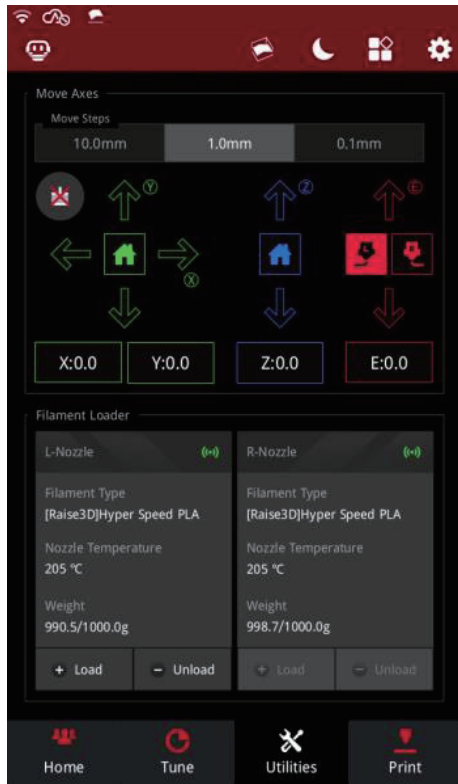 Move Axes
Move Steps
10.0mm 1.0mm 0.1mm
Y Z E
X
X:0.0 Y:0.0 Z:0.0 E:0.0
Filament Loader
L-Nozzle R-Nozzle
Filament Type Filament Type
[Raise3D]Hyper Speed PLA [Raise3D]Hyper Speed PLA
Nozzle Temperature Nozzle Temperature
205 ℃ 205 ℃
Weight Weight
990.5/1000.0g 998.7/1000.0g
+ Load − Unload + Load − Unload
Home Tune Utilities Print